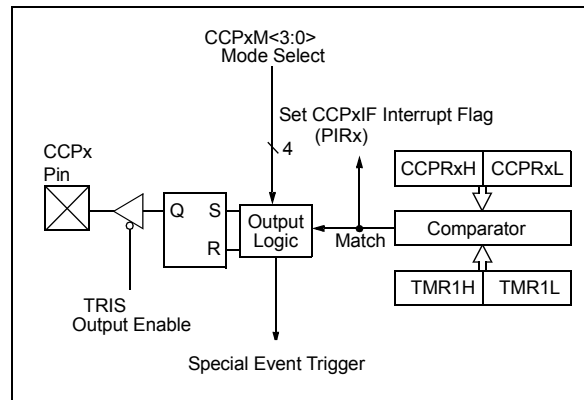 CCPxM<3:0>
Mode Select
Set CCPxIF Interrupt Flag
(PIRx)
4
CCPx
Pin
CCPRxH CCPRxL
Q S
R
Output
Logic
Match
Comparator
TRIS
Output Enable
TMR1H TMR1L
Special Event Trigger